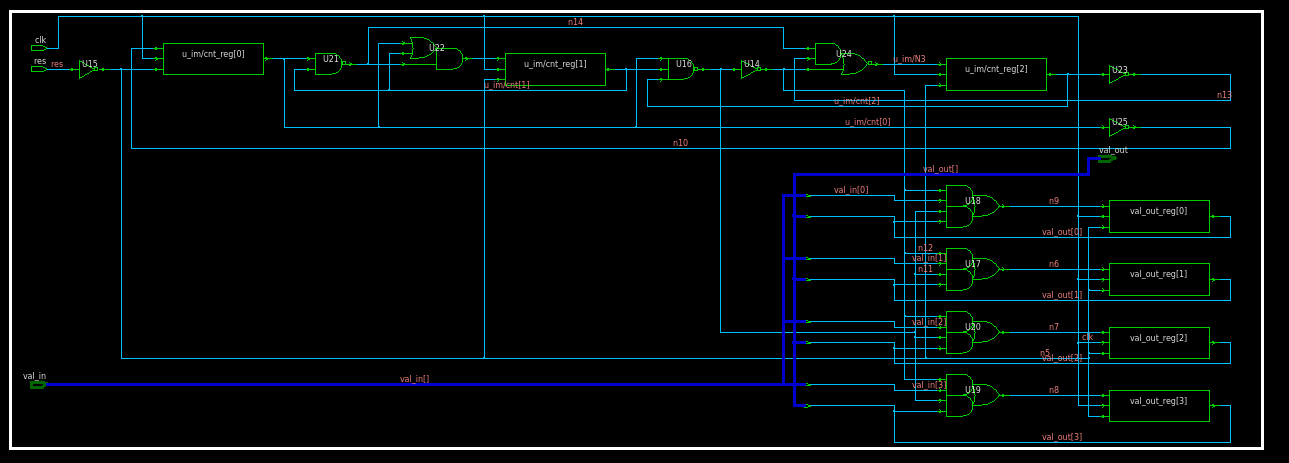 n14
clk
U22
u_im/cnt_reg[0]
U24
res
res
U15
U21
u_im/cnt_reg[1]
U16
U14
u_im/N3
u_im/cnt_reg[2]
U23
u_im/cnt[1]
n13
u_im/cnt[2]
u_im/cnt[0]
U25
n10
val_out
val_out[]
val_in[0]
U18
n9
val_out_reg[0]
val_out[0]
n12
val_in[1]
n11
U17
n6
val_out_reg[1]
val_out[1]
val_in[2]
U20
n7
clk
val_out_reg[2]
n5
val_out[2]
val_in
val_in[]
val_in[3]
U19
n8
val_out_reg[3]
val_out[3]